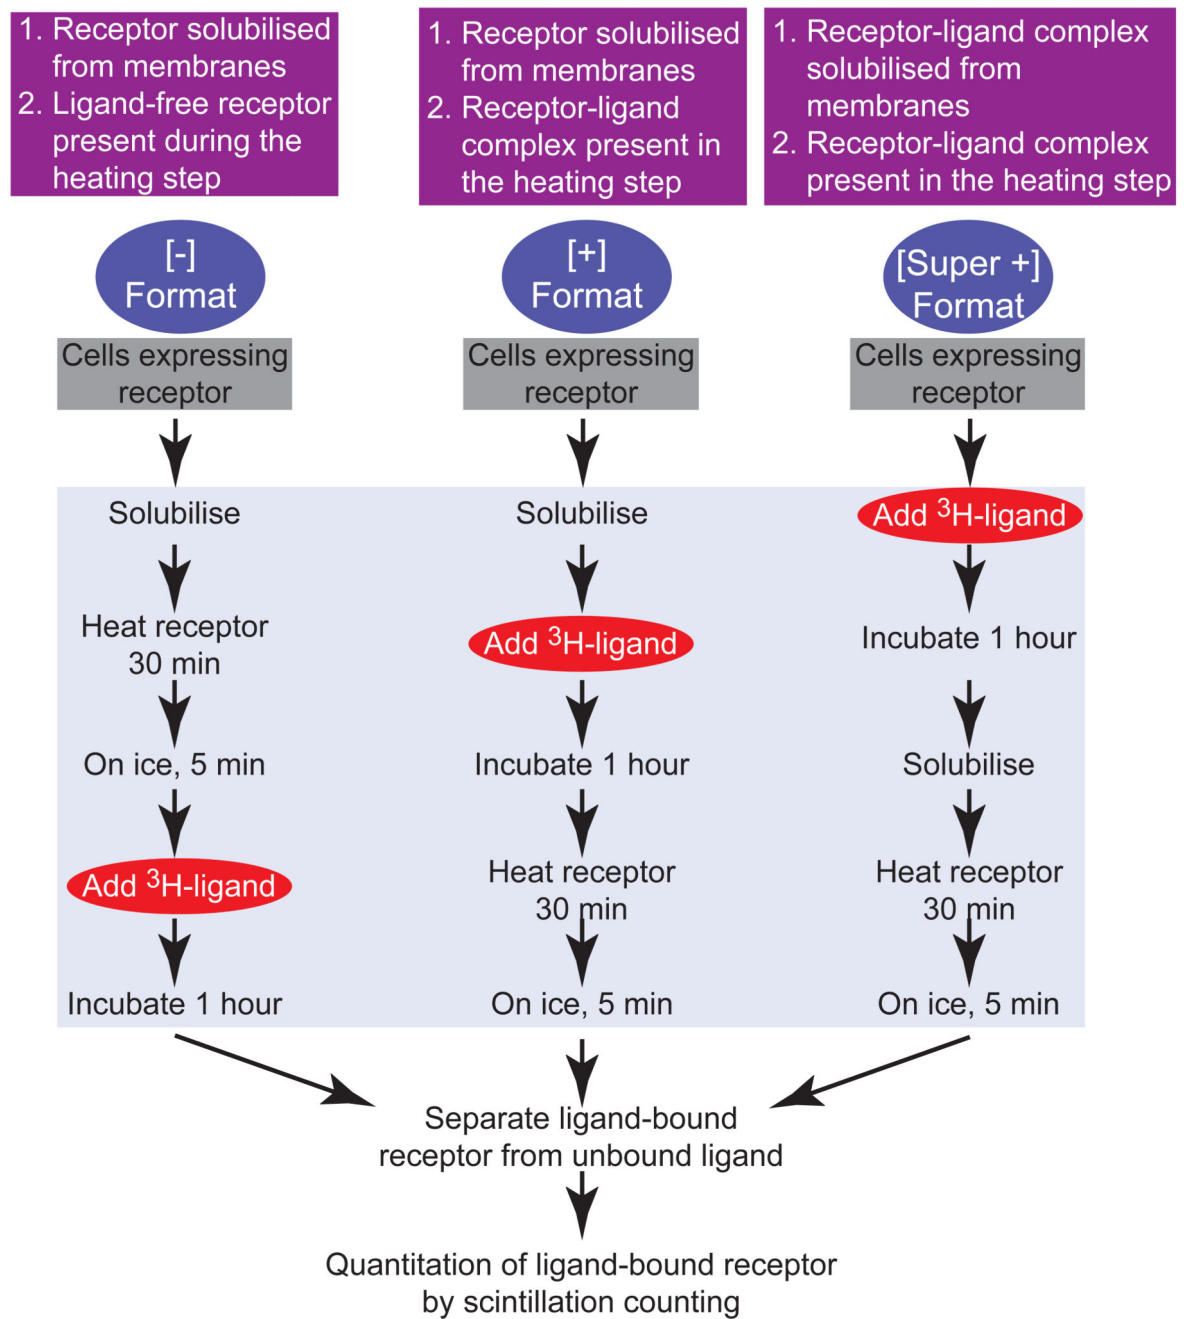 1. Receptor solubilised
from membranes
2. Ligand-free receptor
present during the
heating step
1. Receptor solubilised
from membranes
2. Receptor-ligand
complex present in
the heating step
1. Receptor-ligand complex
solubilised from
membranes
2. Receptor-ligand complex
present in the heating step
[-]
Format
[+]
Format
[Super +]
Format
Cells expressing
receptor
Cells expressing
receptor
Cells expressing
receptor
Solubilise
Heat receptor
30 min
On ice, 5 min
Add ³H-ligand
Incubate 1 hour
Solubilise
Add ³H-ligand
Incubate 1 hour
Heat receptor
30 min
On ice, 5 min
Add ³H-ligand
Incubate 1 hour
Solubilise
Heat receptor
30 min
On ice, 5 min
Separate ligand-bound
receptor from unbound ligand
Quantitation of ligand-bound receptor
by scintillation counting